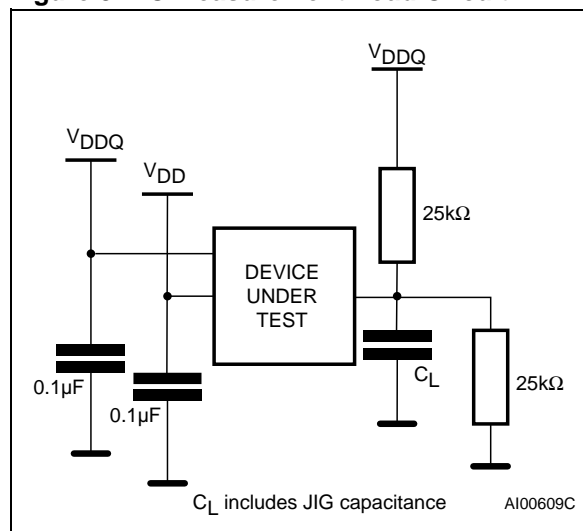 VDDQ
VDDQ
VDD
25kΩ
DEVICE
UNDER
TEST
0.1µF
0.1µF
CL
25kΩ
CL includes JIG capacitance
AI00609C